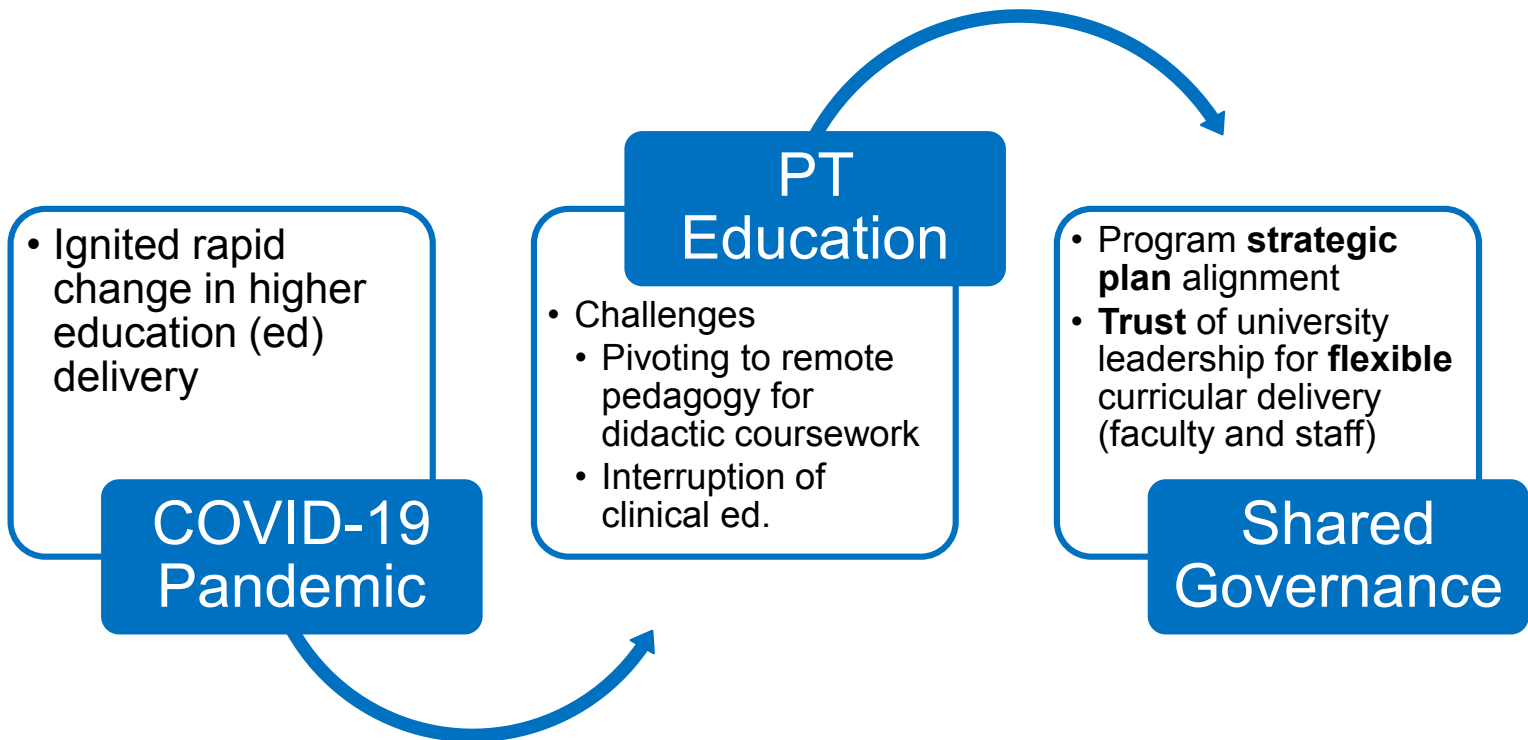 • Ignited rapid
change in higher
education (ed)
delivery
COVID-19
Pandemic
PT
Education
• Challenges
• Pivoting to remote
pedagogy for
didactic coursework
• Interruption of
clinical ed.
• Program strategic
plan alignment
• Trust of university
leadership for flexible
curricular delivery
(faculty and staff)
Shared
Governance